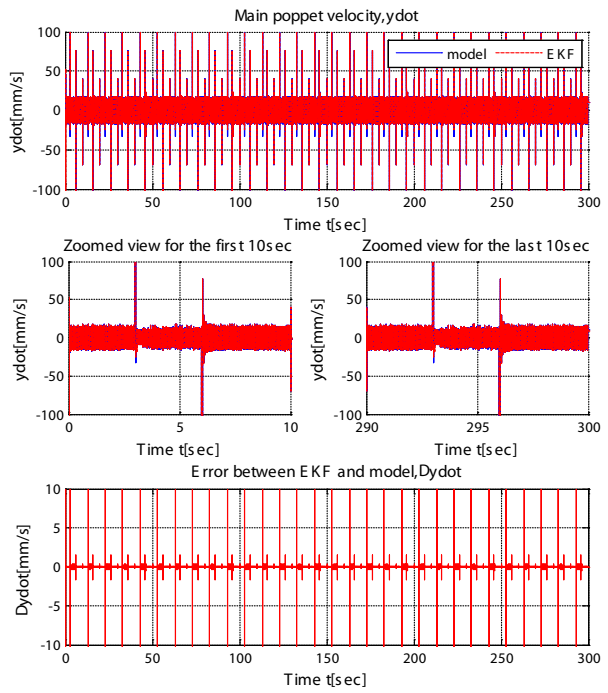 Main poppet velocity,ydot
model EKF
100
50
0
-50
-100
ydot[mm/s]
0 50 100 150 200 250 300
Time t[sec]
Zoomed view for the first 10sec
100
50
0
-50
-100
ydot[mm/s]
0 5 10
Time t[sec]
Zoomed view for the last 10sec
100
50
0
-50
-100
ydot[mm/s]
290 295 300
Time t[sec]
Error between EKF and model,Dydot
10
5
0
-5
-10
Dydot[mm/s]
0 50 100 150 200 250 300
Time t[sec]